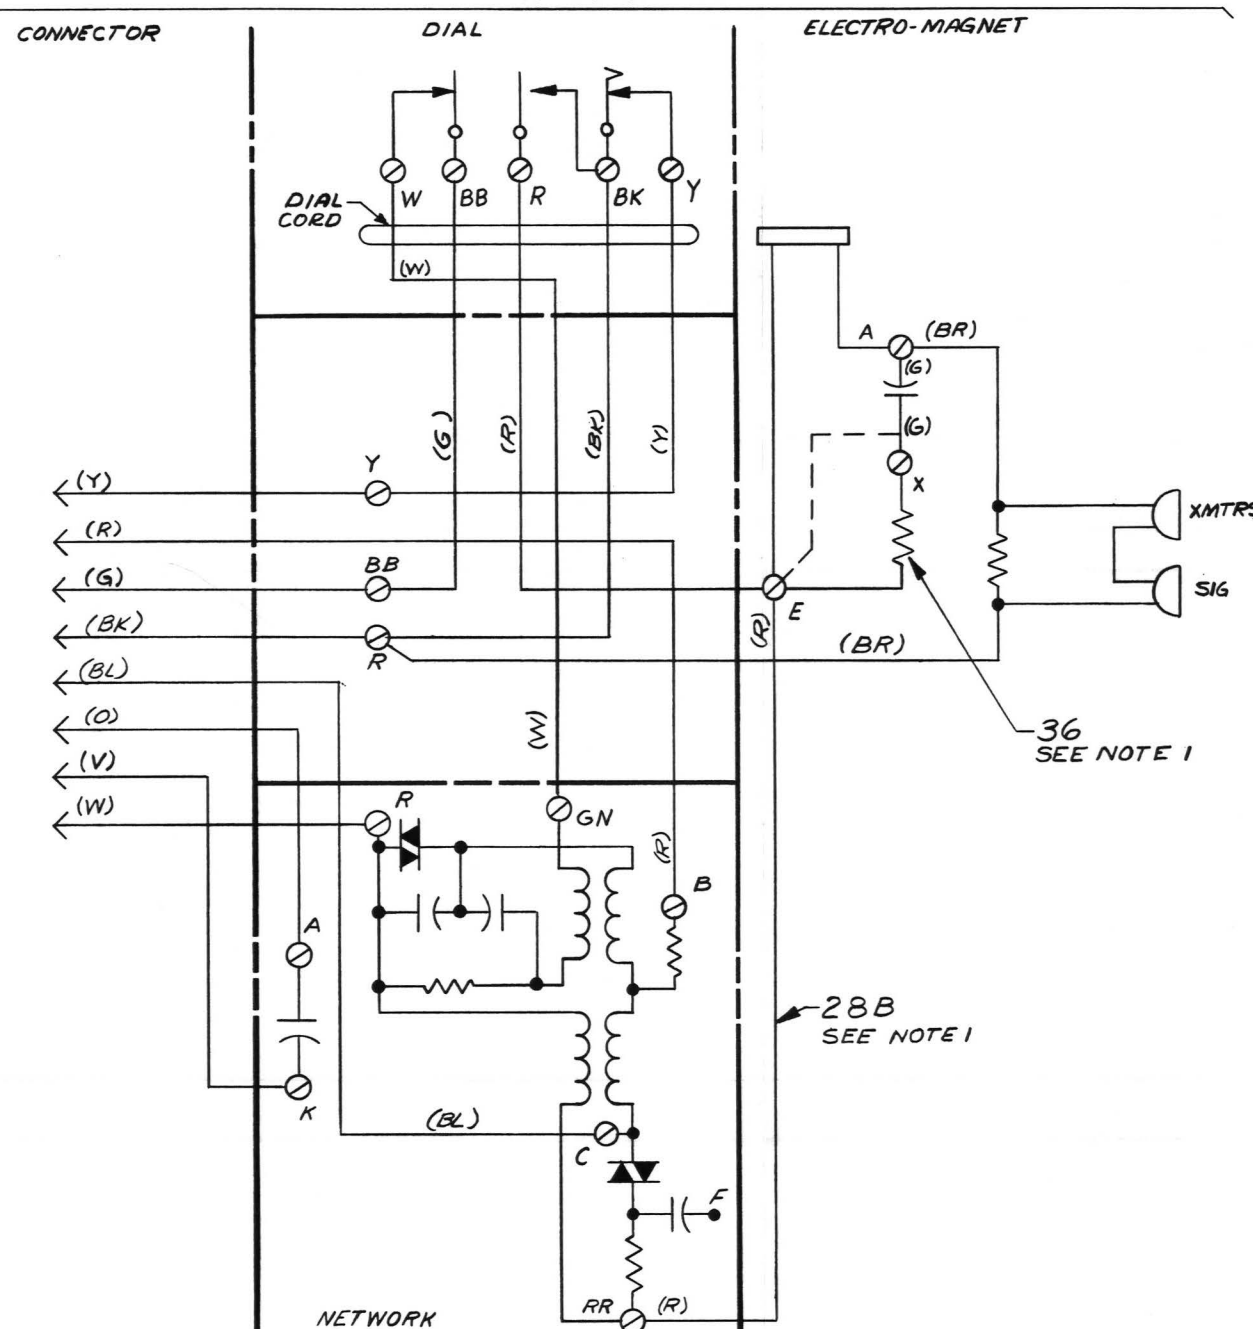 CONNECTOR
DIAL
ELECTRO-MAGNET
W
BB
R
BK
Y
DIAL
CORD
(W)
A
(BR)
(G)
(G)
X
(G)
(R)
(BK)
(Y)
Y
(Y)
(R)
BB
(G)
(BK)
R
E
(R)
(BR)
XMTRS
SIG
(BL)
(O)
(V)
(W)
(W)
36
SEE NOTE 1
R
GN
(R)
B
A
K
28B
SEE NOTE 1
(BL)
C
F
RR
(R)
NETWORK